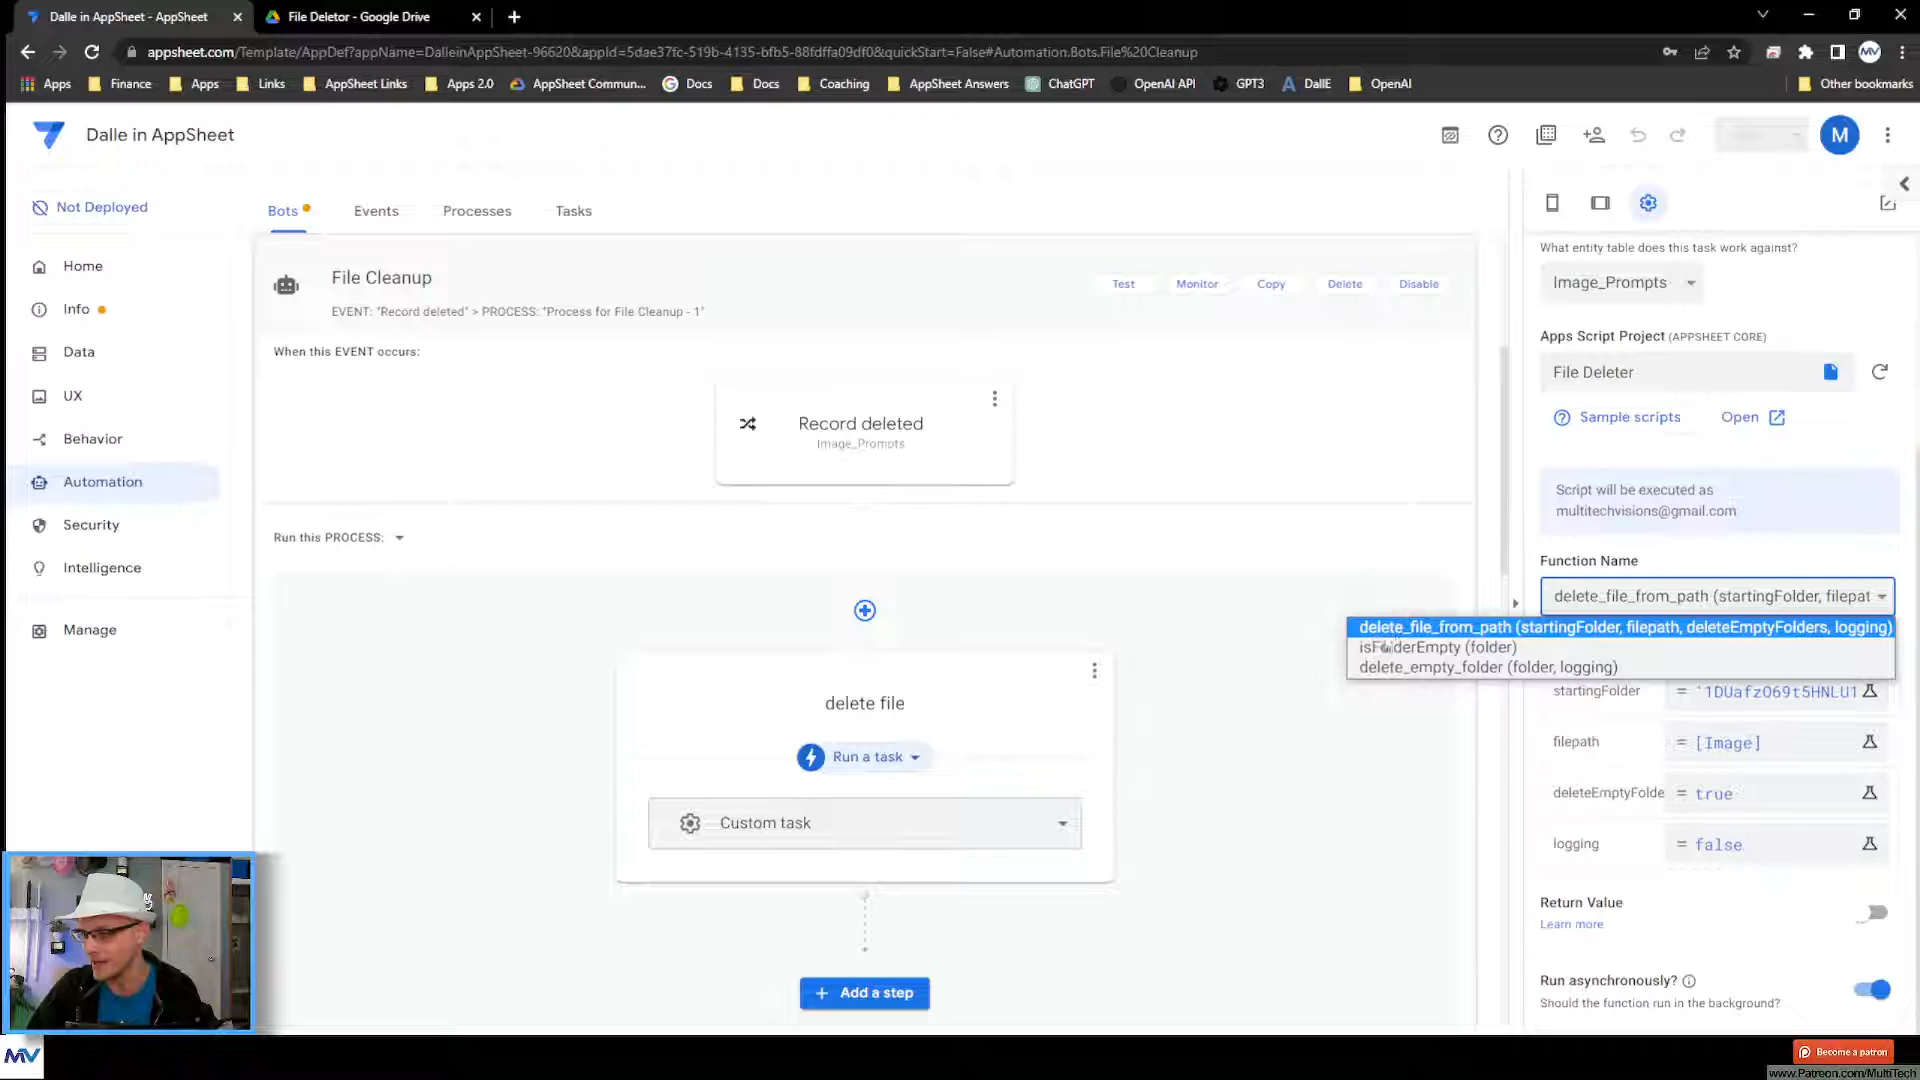 Dalle in AppSheet - AppSheet
File Deletor - Google Drive
appsheet.com/Template/AppDef?appName=DalleinAppSheet-96620&appId=5dae37fc-519b-4135-bfb5-88fdffa09df0&quickStart=False#Automation.Bots.File%20Cleanup
MV
Apps
Finance
Apps
Links
AppSheet Links
Apps 2.0
AppSheet Commun...
Docs
Docs
Coaching
AppSheet Answers
ChatGPT
OpenAI API
GPT3
DallE
OpenAI
Other bookmarks
Dalle in AppSheet
M
Not Deployed
Home
Info
Data
UX
Behavior
Automation
Security
Intelligence
Manage
Bots
Events
Processes
Tasks
File Cleanup
EVENT: "Record deleted" > PROCESS: "Process for File Cleanup - 1"
Test
Monitor
Copy
Delete
Disable
When this EVENT occurs:
Record deleted
Image_Prompts
Run this PROCESS:
delete file
Run a task
Custom task
+ Add a step
What entity table does this task work against?
Image_Prompts
Apps Script Project (APPSHEET CORE)
File Deleter
Sample scripts
Open
Script will be executed as
multitechvisions@gmail.com
Function Name
delete_file_from_path (startingFolder, filepat
delete_file_from_path (startingFolder, filepath, deleteEmptyFolders, logging)
isFolderEmpty (folder)
delete_empty_folder (folder, logging)
startingFolder
= "1DUafzO69t5HNLU1
filepath
= [Image]
deleteEmptyFolde
= true
logging
= false
Return Value
Learn more
Run asynchronously?
Should the function run in the background?
MV
Become a patron
www.Patreon.com/MultiTech